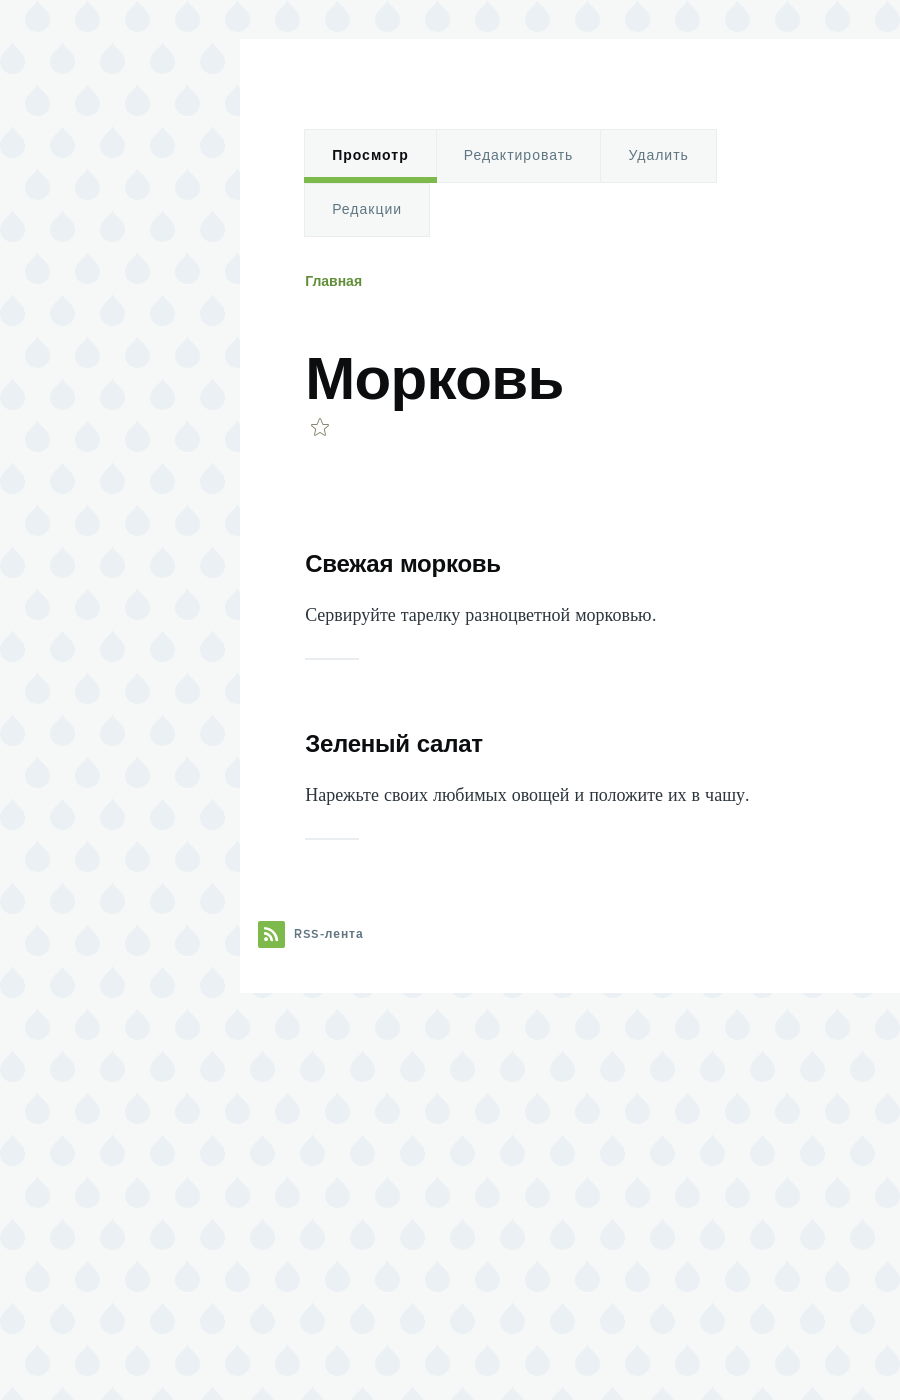 Просмотр Редактировать Удалить
Редакции
Главная
Морковь
Свежая морковь
Сервируйте тарелку разноцветной морковью.
Зеленый салат
Нарежьте своих любимых овощей и положите их в чашу.
RSS-лента